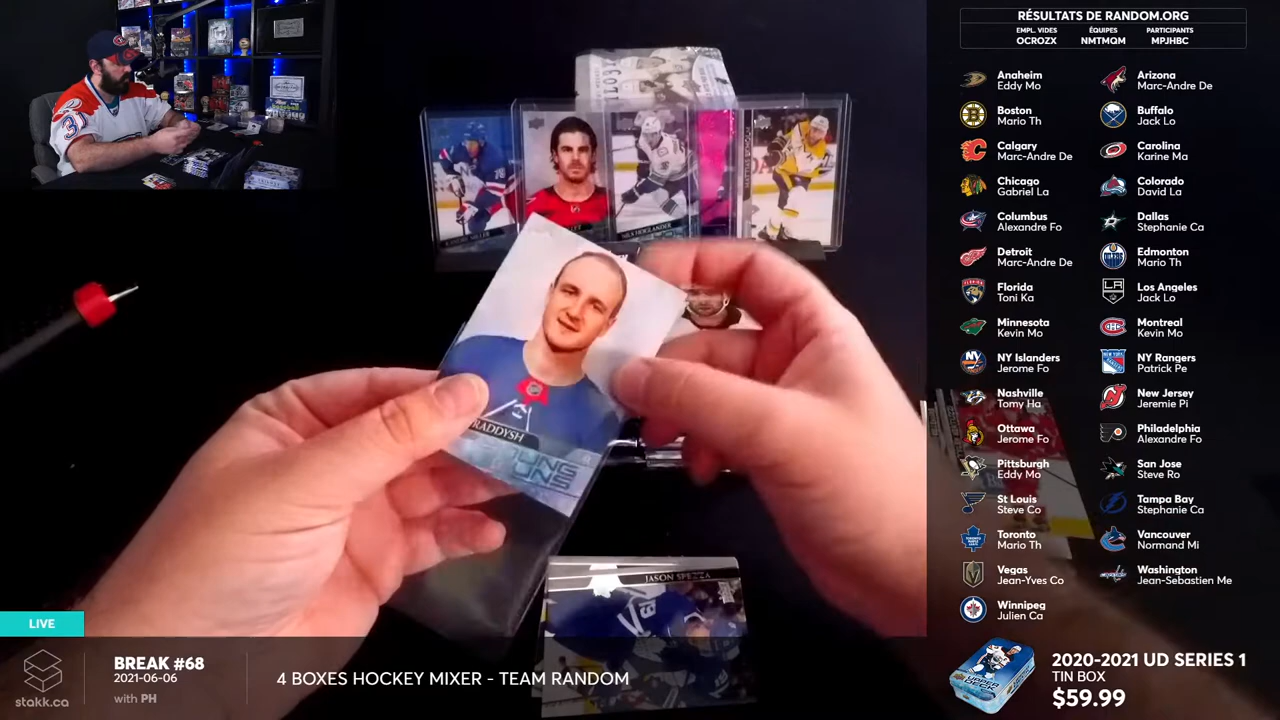 RÉSULTATS DE RANDOM.ORG
EMPL. VIDES
OCROZX
ÉQUIPES
NMTMQM
PARTICIPANTS
MPJHBC
Anaheim
Eddy Mo
Arizona
Marc-Andre De
Boston
Mario Th
Buffalo
Jack Lo
Calgary
Marc-Andre De
Carolina
Karine Ma
Chicago
Gabriel La
Colorado
David La
Columbus
Alexandre Fo
Dallas
Stephanie Ca
Detroit
Marc-Andre De
Edmonton
Mario Th
Florida
Toni Ka
Los Angeles
Jack Lo
Minnesota
Kevin Mo
Montreal
Kevin Mo
NY Islanders
Jerome Fo
NY Rangers
Patrick Pe
Nashville
Tomy Ha
New Jersey
Jeremie Pi
Ottawa
Jerome Fo
Philadelphia
Alexandre Fo
Pittsburgh
Eddy Mo
San Jose
Steve Ro
St Louis
Steve Co
Tampa Bay
Stephanie Ca
Toronto
Mario Th
Vancouver
Normand Mi
Vegas
Jean-Yves Co
Washington
Jean-Sebastien Me
Winnipeg
Julien Ca
NILS HOGLANDER
RADDYSH
JASON SPEZZA
LIVE
stakk.ca
BREAK #68
2021-06-06
with PH
4 BOXES HOCKEY MIXER - TEAM RANDOM
2020-2021 UD SERIES 1
TIN BOX
$59.99